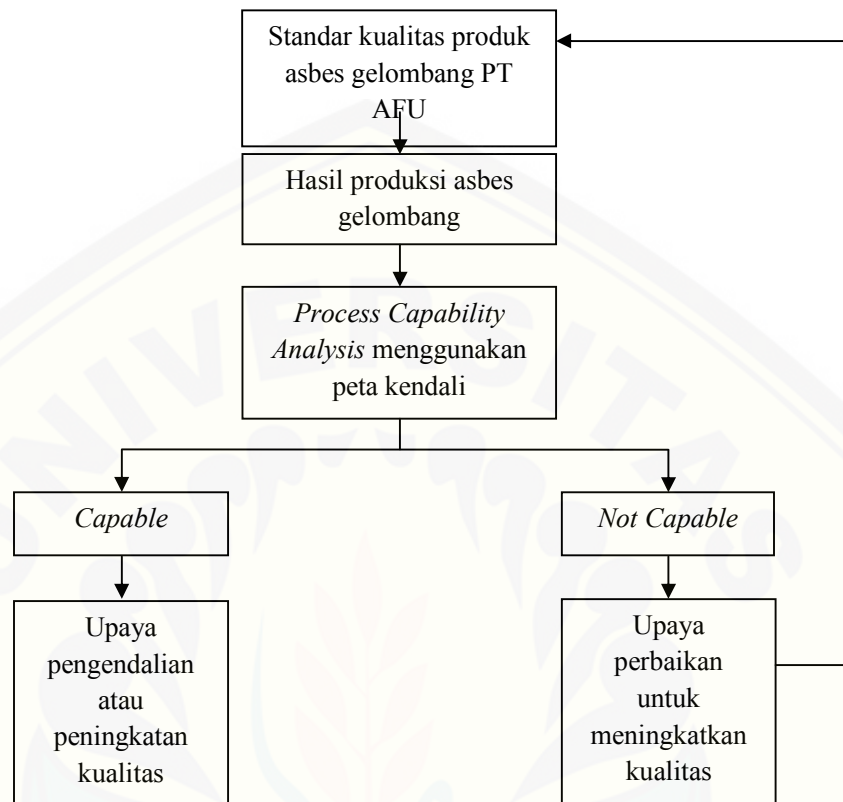 Standar kualitas produk
asbes gelombang PT
AFU
Hasil produksi asbes
gelombang
Process Capability
Analysis menggunakan
peta kendali
Capable
Not Capable
Upaya
pengendalian
atau
peningkatan
kualitas
Upaya
perbaikan
untuk
meningkatkan
kualitas
UNIVERSITAS